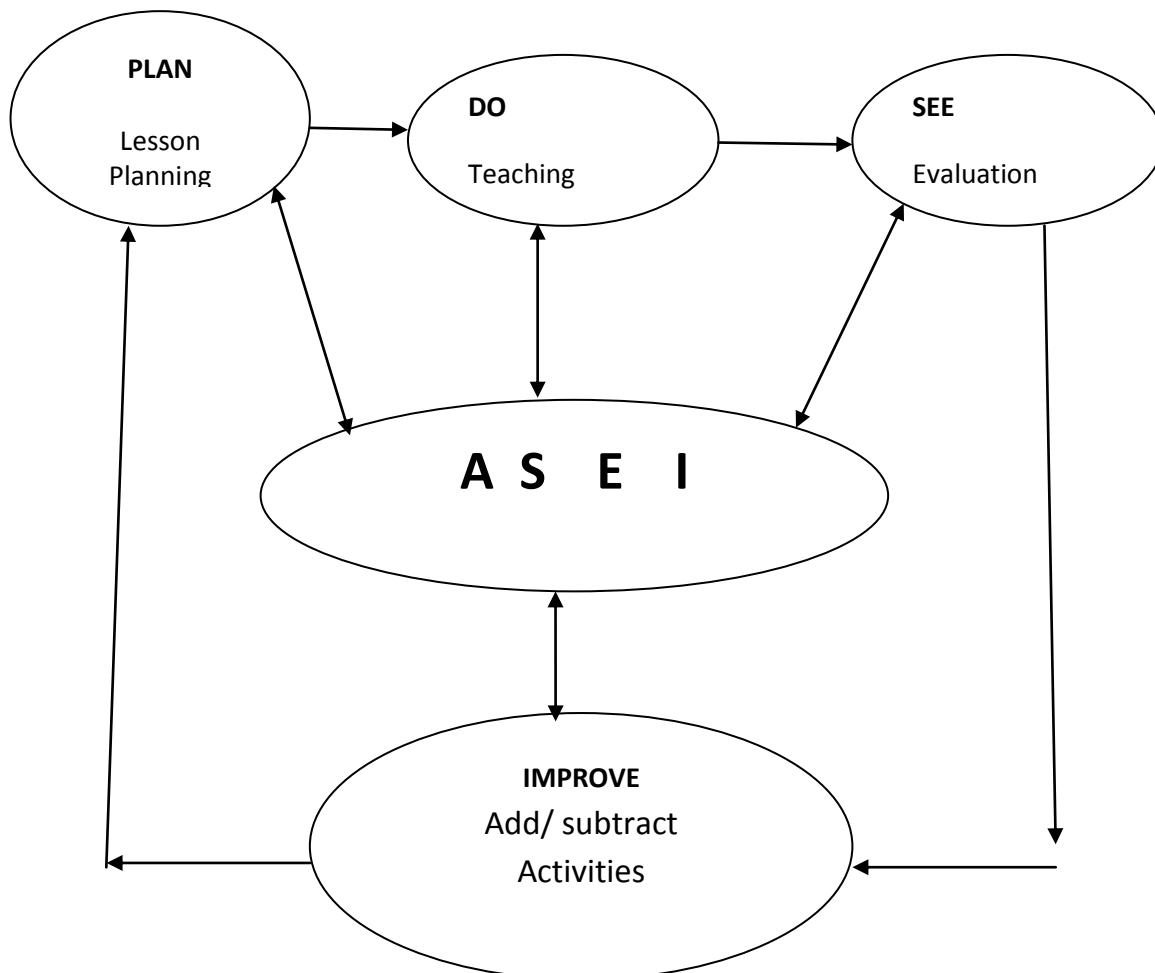 PLAN
Lesson
Planning
DO
Teaching
SEE
Evaluation
A S E I
IMPROVE
Add/ subtract
Activities